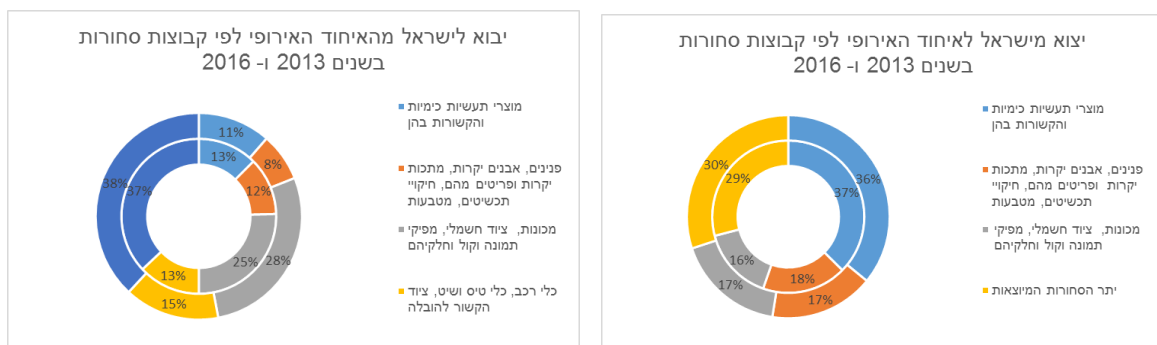 יצוא מישראל לאיחוד האירופי לפי קבוצות סחורות
בשנים 2013 ו- 2016
מוצרי תעשיות כימיות
והקשורות בהן
פנינים, אבנים יקרות, מתכות
יקרות ופריטים מהם, חיקויי
תכשיטים, מטבעות
מכונות, ציוד חשמלי, מפיקי
תמונה וקול וחלקיהם
יתר הסחורות המיוצאות
36%
37%
17%
18%
17%
16%
30%
29%
יבוא לישראל מהאיחוד האירופי לפי קבוצות סחורות
בשנים 2013 ו- 2016
מוצרי תעשיות כימיות
והקשורות בהן
פנינים, אבנים יקרות, מתכות
יקרות ופריטים מהם, חיקויי
תכשיטים, מטבעות
מכונות, ציוד חשמלי, מפיקי
תמונה וקול וחלקיהם
כלי רכב, כלי טיס ושיט, ציוד
הקשור להובלה
11%
13%
8%
12%
28%
25%
15%
13%
38%
37%